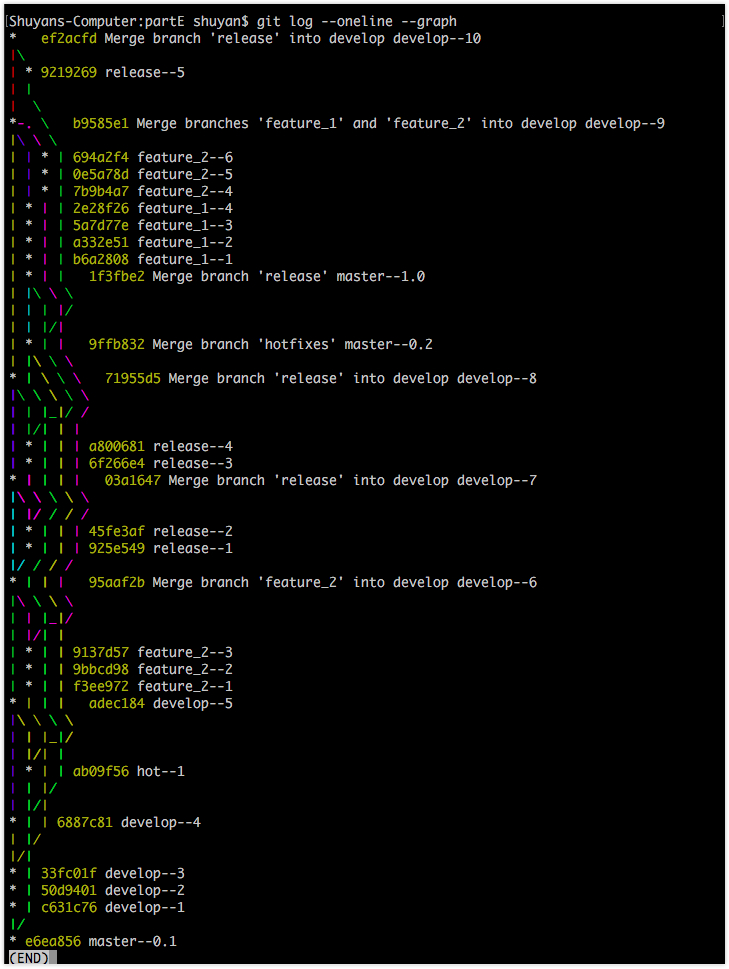 [Shuyans-Computer:partE shuyan$ git log --oneline --graph ]
*   ef2acfd Merge branch 'release' into develop develop--10
|\
| * 9219269 release--5
| |
|  \
*-. \   b9585e1 Merge branches 'feature_1' and 'feature_2' into develop develop--9
|\ \ \
| | * | 694a2f4 feature_2--6
| | * | 0e5a78d feature_2--5
| | * | 7b9b4a7 feature_2--4
| * | | 2e28f26 feature_1--4
| * | | 5a7d77e feature_1--3
| * | | a332e51 feature_1--2
| * | | b6a2808 feature_1--1
| * | |   1f3fbe2 Merge branch 'release' master--1.0
| |\ \ \
| | | |/
| | |/|
| * | |   9ffb832 Merge branch 'hotfixes' master--0.2
| |\ \ \
* | \ \ \   71955d5 Merge branch 'release' into develop develop--8
|\ \ \ \ \
| | |_|/ /
| |/| | |
| * | | | a800681 release--4
| * | | | 6f266e4 release--3
* | | | |   03a1647 Merge branch 'release' into develop develop--7
|\ \ \ \ \
| |/ / / /
| * | | | 45fe3af release--2
| * | | | 925e549 release--1
|/ / / /
* | | |   95aaf2b Merge branch 'feature_2' into develop develop--6
|\ \ \ \
| | |_|/
| |/| |
| * | | 9137d57 feature_2--3
| * | | 9bbcd98 feature_2--2
| * | | f3ee972 feature_2--1
* | | |   adec184 develop--5
|\ \ \ \
| | |_|/
| |/| |
| * | | ab09f56 hot--1
| | |/
| |/|
* | | 6887c81 develop--4
| |/
|/|
* | 33fc01f develop--3
* | 50d9401 develop--2
* | c631c76 develop--1
|/
* e6ea856 master--0.1
(END)